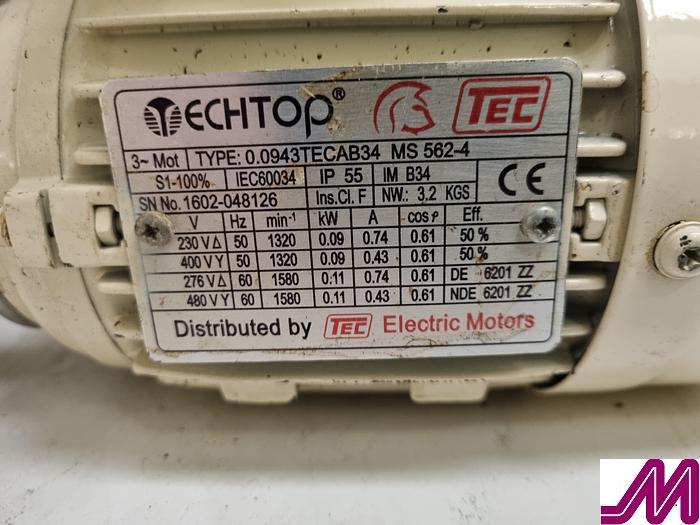 TECHTOP® TEC
3~ Mot TYPE: 0.0943TECAB34 MS 562-4
S1-100% IEC60034 IP 55 IM B34
SN No. 1602-048126 Ins.Cl. F NW.: 3.2 KGS CE
V Hz min-¹ kW A cos ρ Eff.
230 V Δ 50 1320 0.09 0.74 0.61 50 %
400 V Y 50 1320 0.09 0.43 0.61 50 %
276 V Δ 60 1580 0.11 0.74 0.61 DE 6201 ZZ
480 V Y 60 1580 0.11 0.43 0.61 NDE 6201 ZZ
Distributed by TEC Electric Motors
M